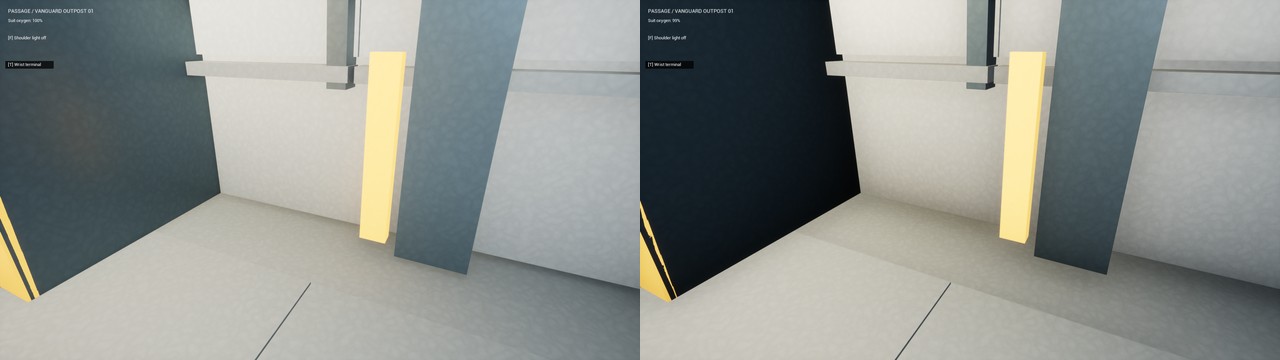 PASSAGE / VANGUARD OUTPOST 01
Suit oxygen: 100%
[F] Shoulder light off
[T] Wrist terminal
PASSAGE / VANGUARD OUTPOST 01
Suit oxygen: 99%
[F] Shoulder light off
[T] Wrist terminal